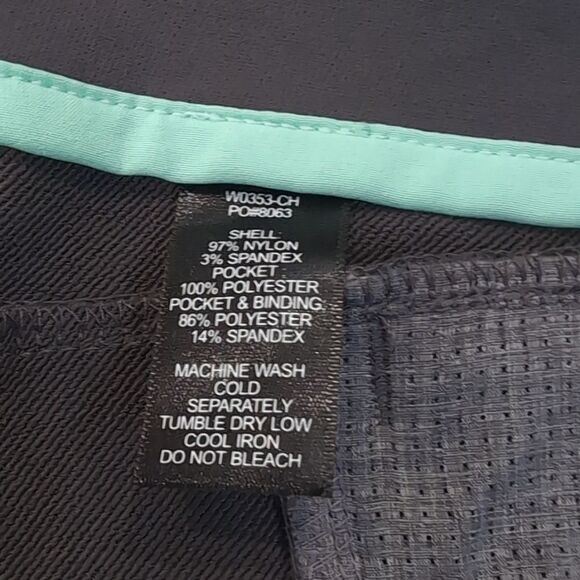 W0353-CH
PO#8063
SHELL:
97% NYLON
3% SPANDEX
POCKET :
100% POLYESTER
POCKET & BINDING:
86% POLYESTER
14% SPANDEX
MACHINE WASH
COLD
SEPARATELY
TUMBLE DRY LOW
COOL IRON
DO NOT BLEACH